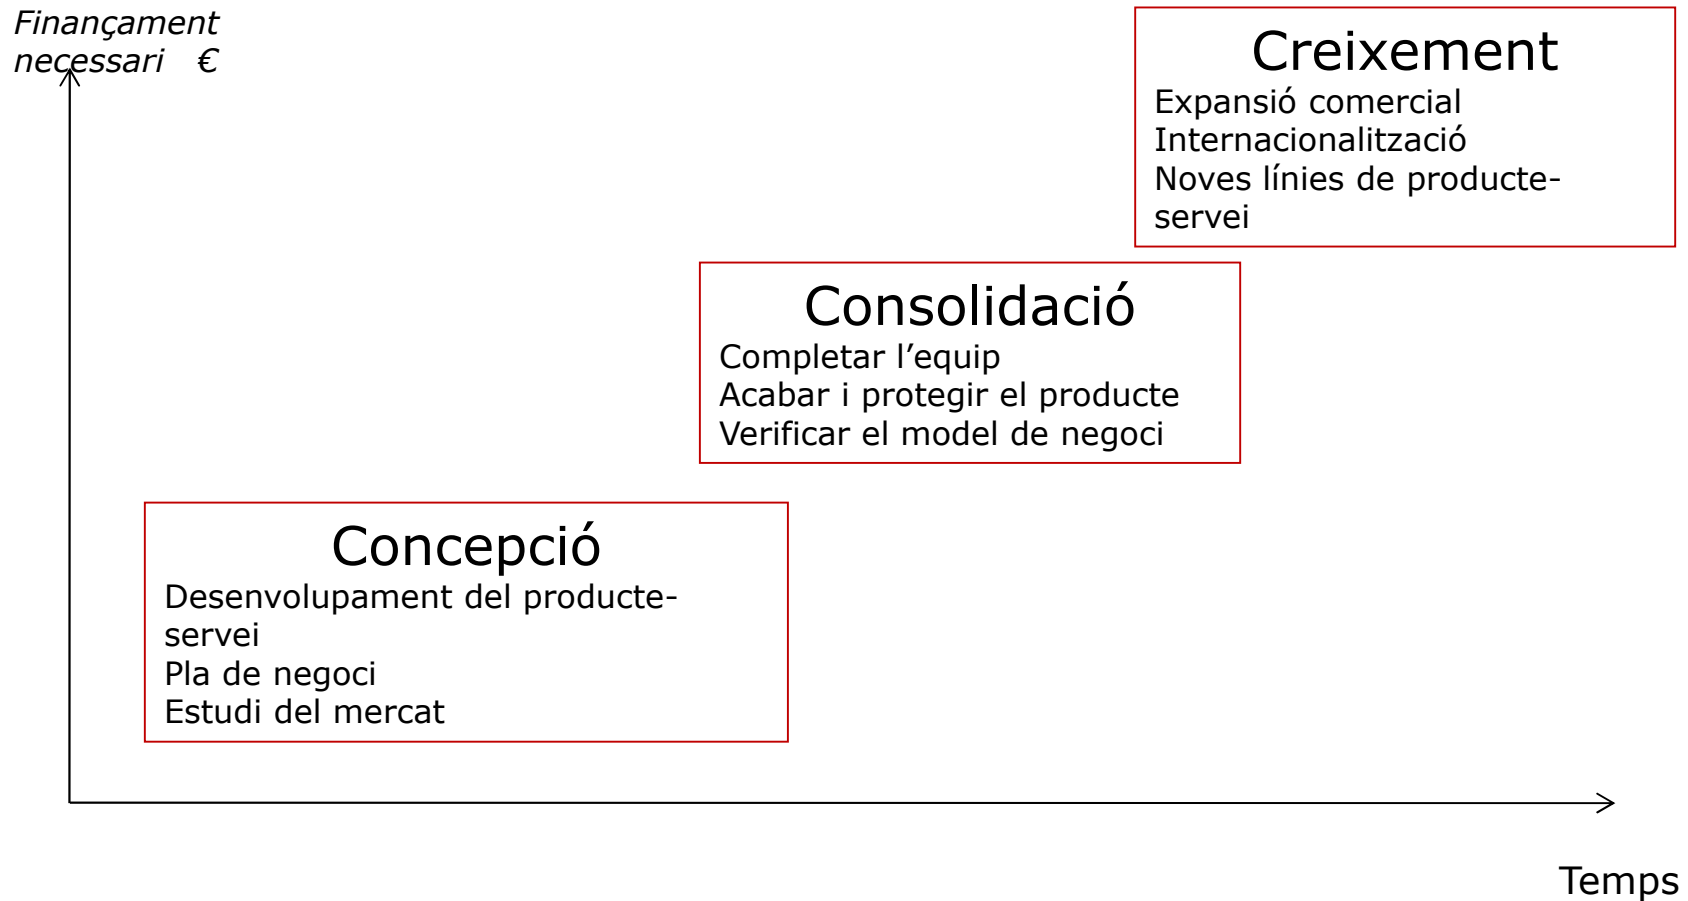 Finançament
necessari €
Creixement
Expansió comercial
Internacionalització
Noves línies de producte-
servei
Consolidació
Completar l’equip
Acabar i protegir el producte
Verificar el model de negoci
Concepció
Desenvolupament del producte-
servei
Pla de negoci
Estudi del mercat
Temps